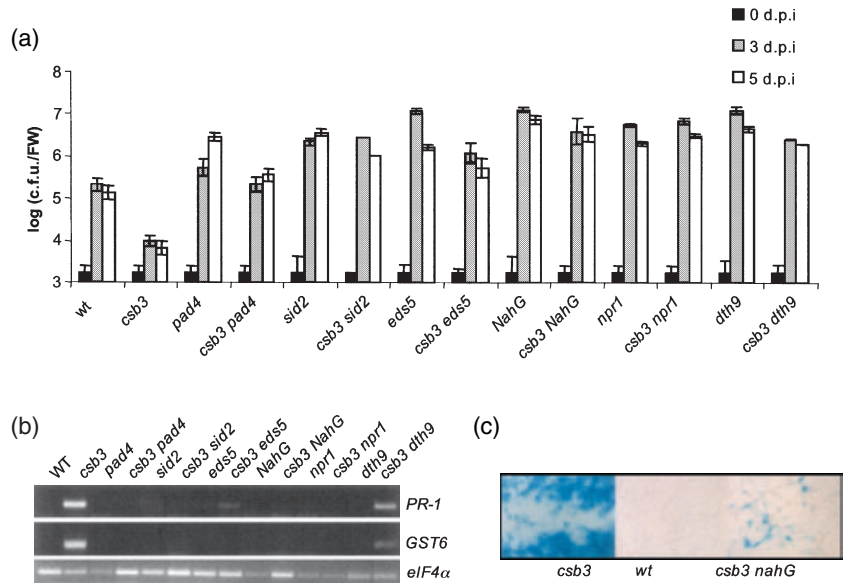 (a)
0 d.p.i
3 d.p.i
5 d.p.i
log (c.f.u./FW)
8
7
6
5
4
3
wt
csb3
pad4
csb3 pad4
sid2
csb3 sid2
eds5
csb3 eds5
NahG
csb3 NahG
npr1
csb3 npr1
dth9
csb3 dth9
(b)
WT
csb3
pad4
csb3 pad4
sid2
csb3 sid2
eds5
csb3 eds5
NahG
csb3 NahG
npr1
csb3 npr1
dth9
csb3 dth9
PR-1
GST6
eIF4α
(c)
csb3 wt csb3 nahG